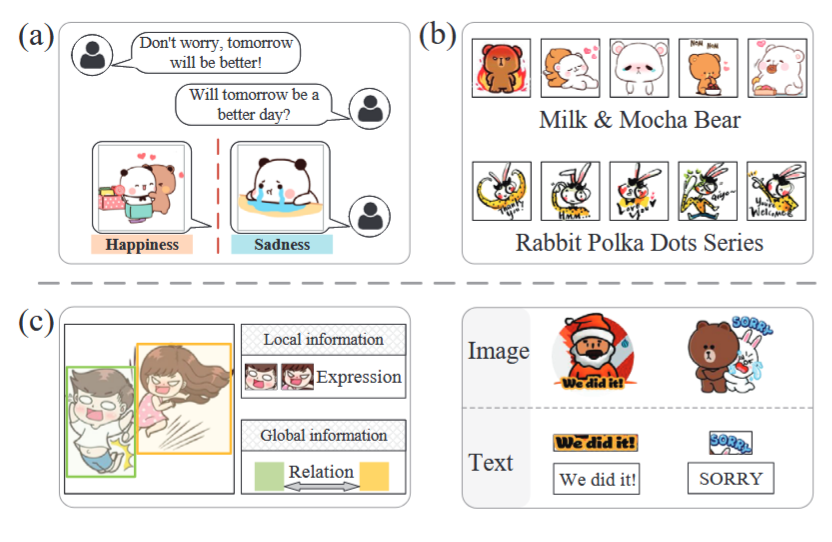 (a)
Don't worry, tomorrow
will be better!
Will tomorrow be a
better day?
Happiness
Sadness
(b)
Milk & Mocha Bear
Rabbit Polka Dots Series
(c)
Local information
Expression
Global information
Relation
Image
We did it!
SORRY
Text
We did it!
SORRY
We did it!
SORRY